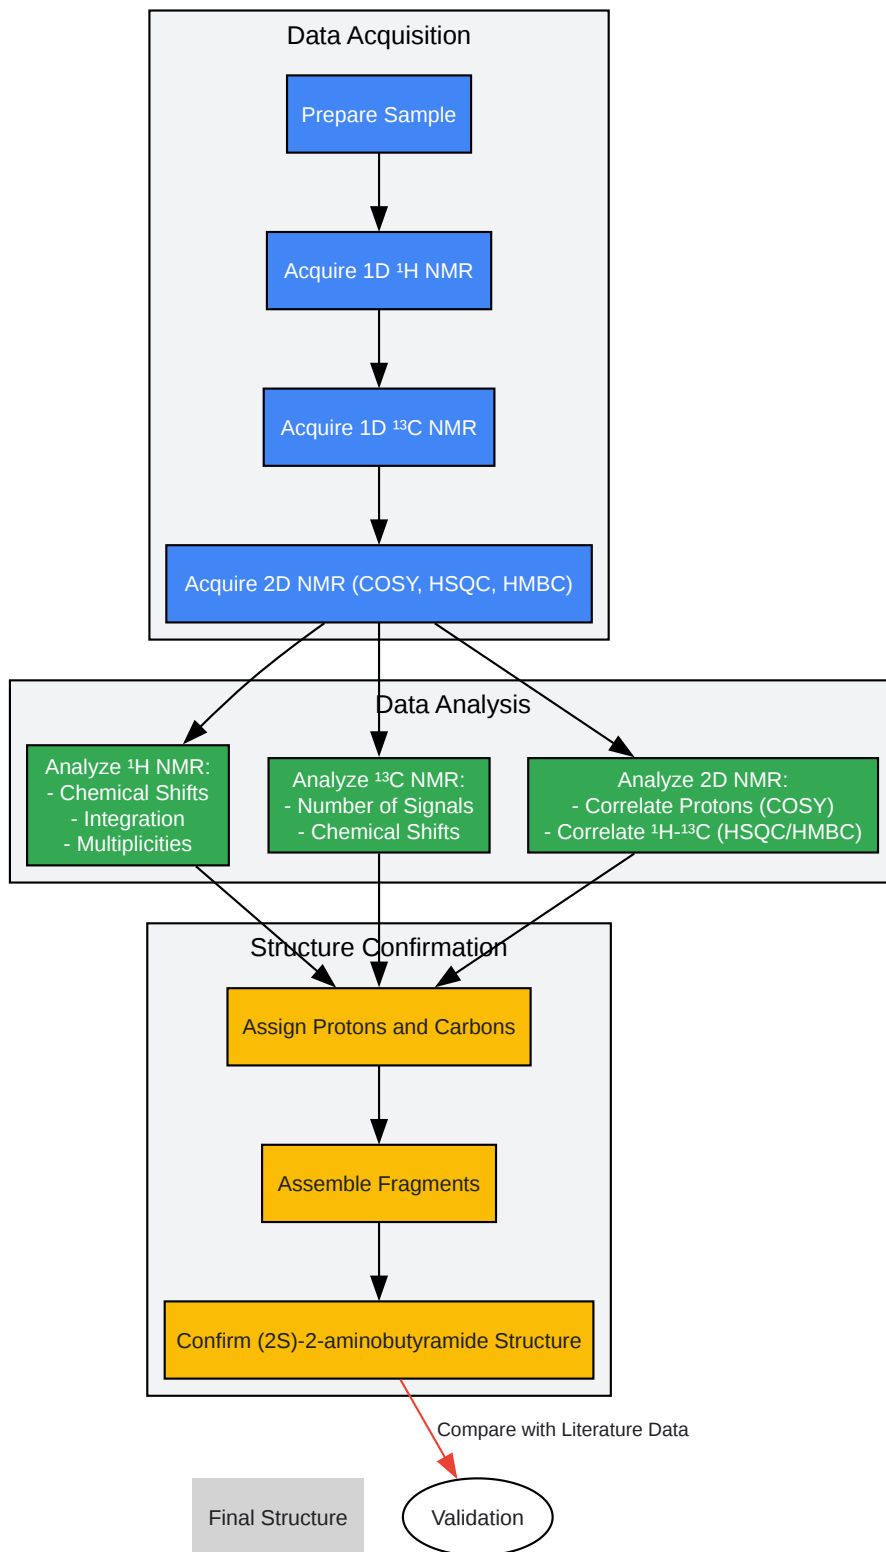 Data Acquisition
Prepare Sample
Acquire 1D ¹H NMR
Acquire 1D ¹³C NMR
Acquire 2D NMR (COSY, HSQC, HMBC)
Data Analysis
Analyze ¹H NMR:
- Chemical Shifts
- Integration
- Multiplicities
Analyze ¹³C NMR:
- Number of Signals
- Chemical Shifts
Analyze 2D NMR:
- Correlate Protons (COSY)
- Correlate ¹H-¹³C (HSQC/HMBC)
Structure Confirmation
Assign Protons and Carbons
Assemble Fragments
Confirm (2S)-2-aminobutyramide Structure
Compare with Literature Data
Final Structure
Validation